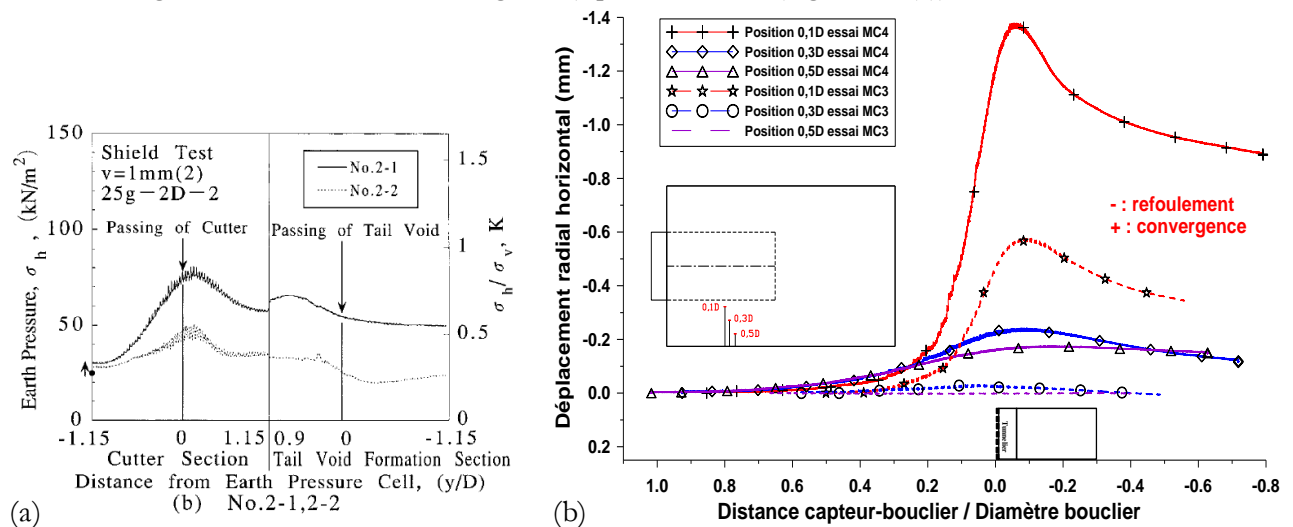 150
100
50
0
Earth Pressure, σ h , (kN/m²)
Shield Test
v=1mm(2)
25g-2D-2
No.2-1
No.2-2
Passing of Cutter
Passing of Tail Void
1.5
1
0.5
0
σ h/ σ v, K
-1.15 0 1.15 0.9 0 -1.15
Cutter Section Tail Void Formation Section
Distance from Earth Pressure Cell, (y/D)
(b) No.2-1,2-2
(a)
-1.4
-1.2
-1.0
-0.8
-0.6
-0.4
-0.2
0.0
0.2
Déplacement radial horizontal (mm)
Position 0,1D essai MC4
Position 0,3D essai MC4
Position 0,5D essai MC4
Position 0,1D essai MC3
Position 0,3D essai MC3
Position 0,5D essai MC3
0,1D
0,3D
0,5D
- : refoulement
+ : convergence
Tunnelier
1.0 0.8 0.6 0.4 0.2 0.0 -0.2 -0.4 -0.6 -0.8
Distance capteur-bouclier / Diamètre bouclier
(b)